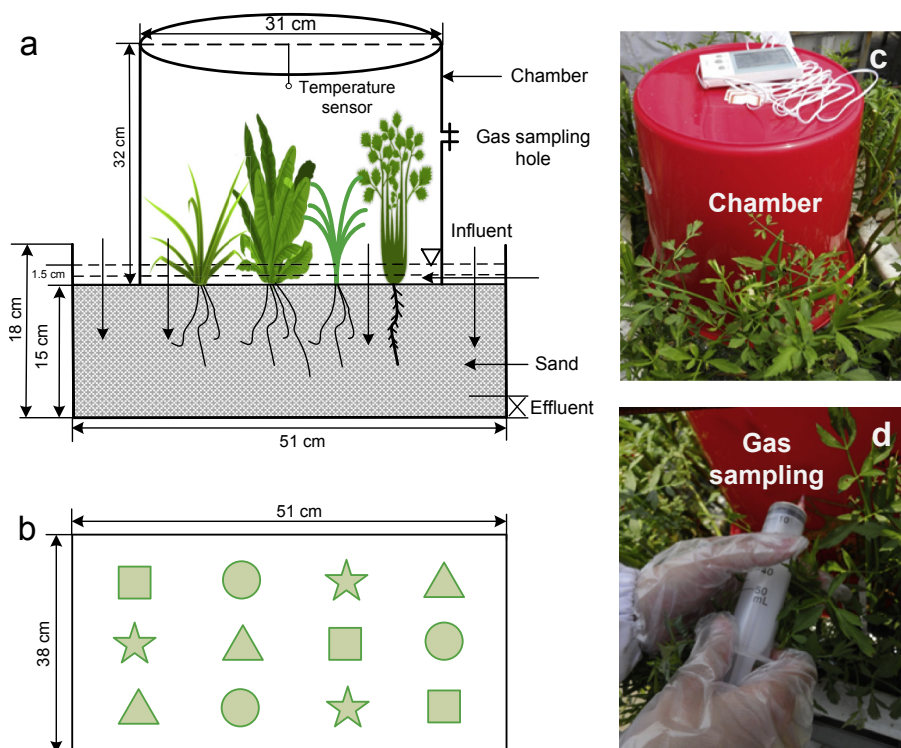 a
31 cm
32 cm
Temperature
sensor
Chamber
Gas sampling
hole
Influent
1.5 cm
18 cm
15 cm
Sand
Effluent
51 cm
b
51 cm
38 cm
c
Chamber
d
Gas
sampling
10
40
50
mL